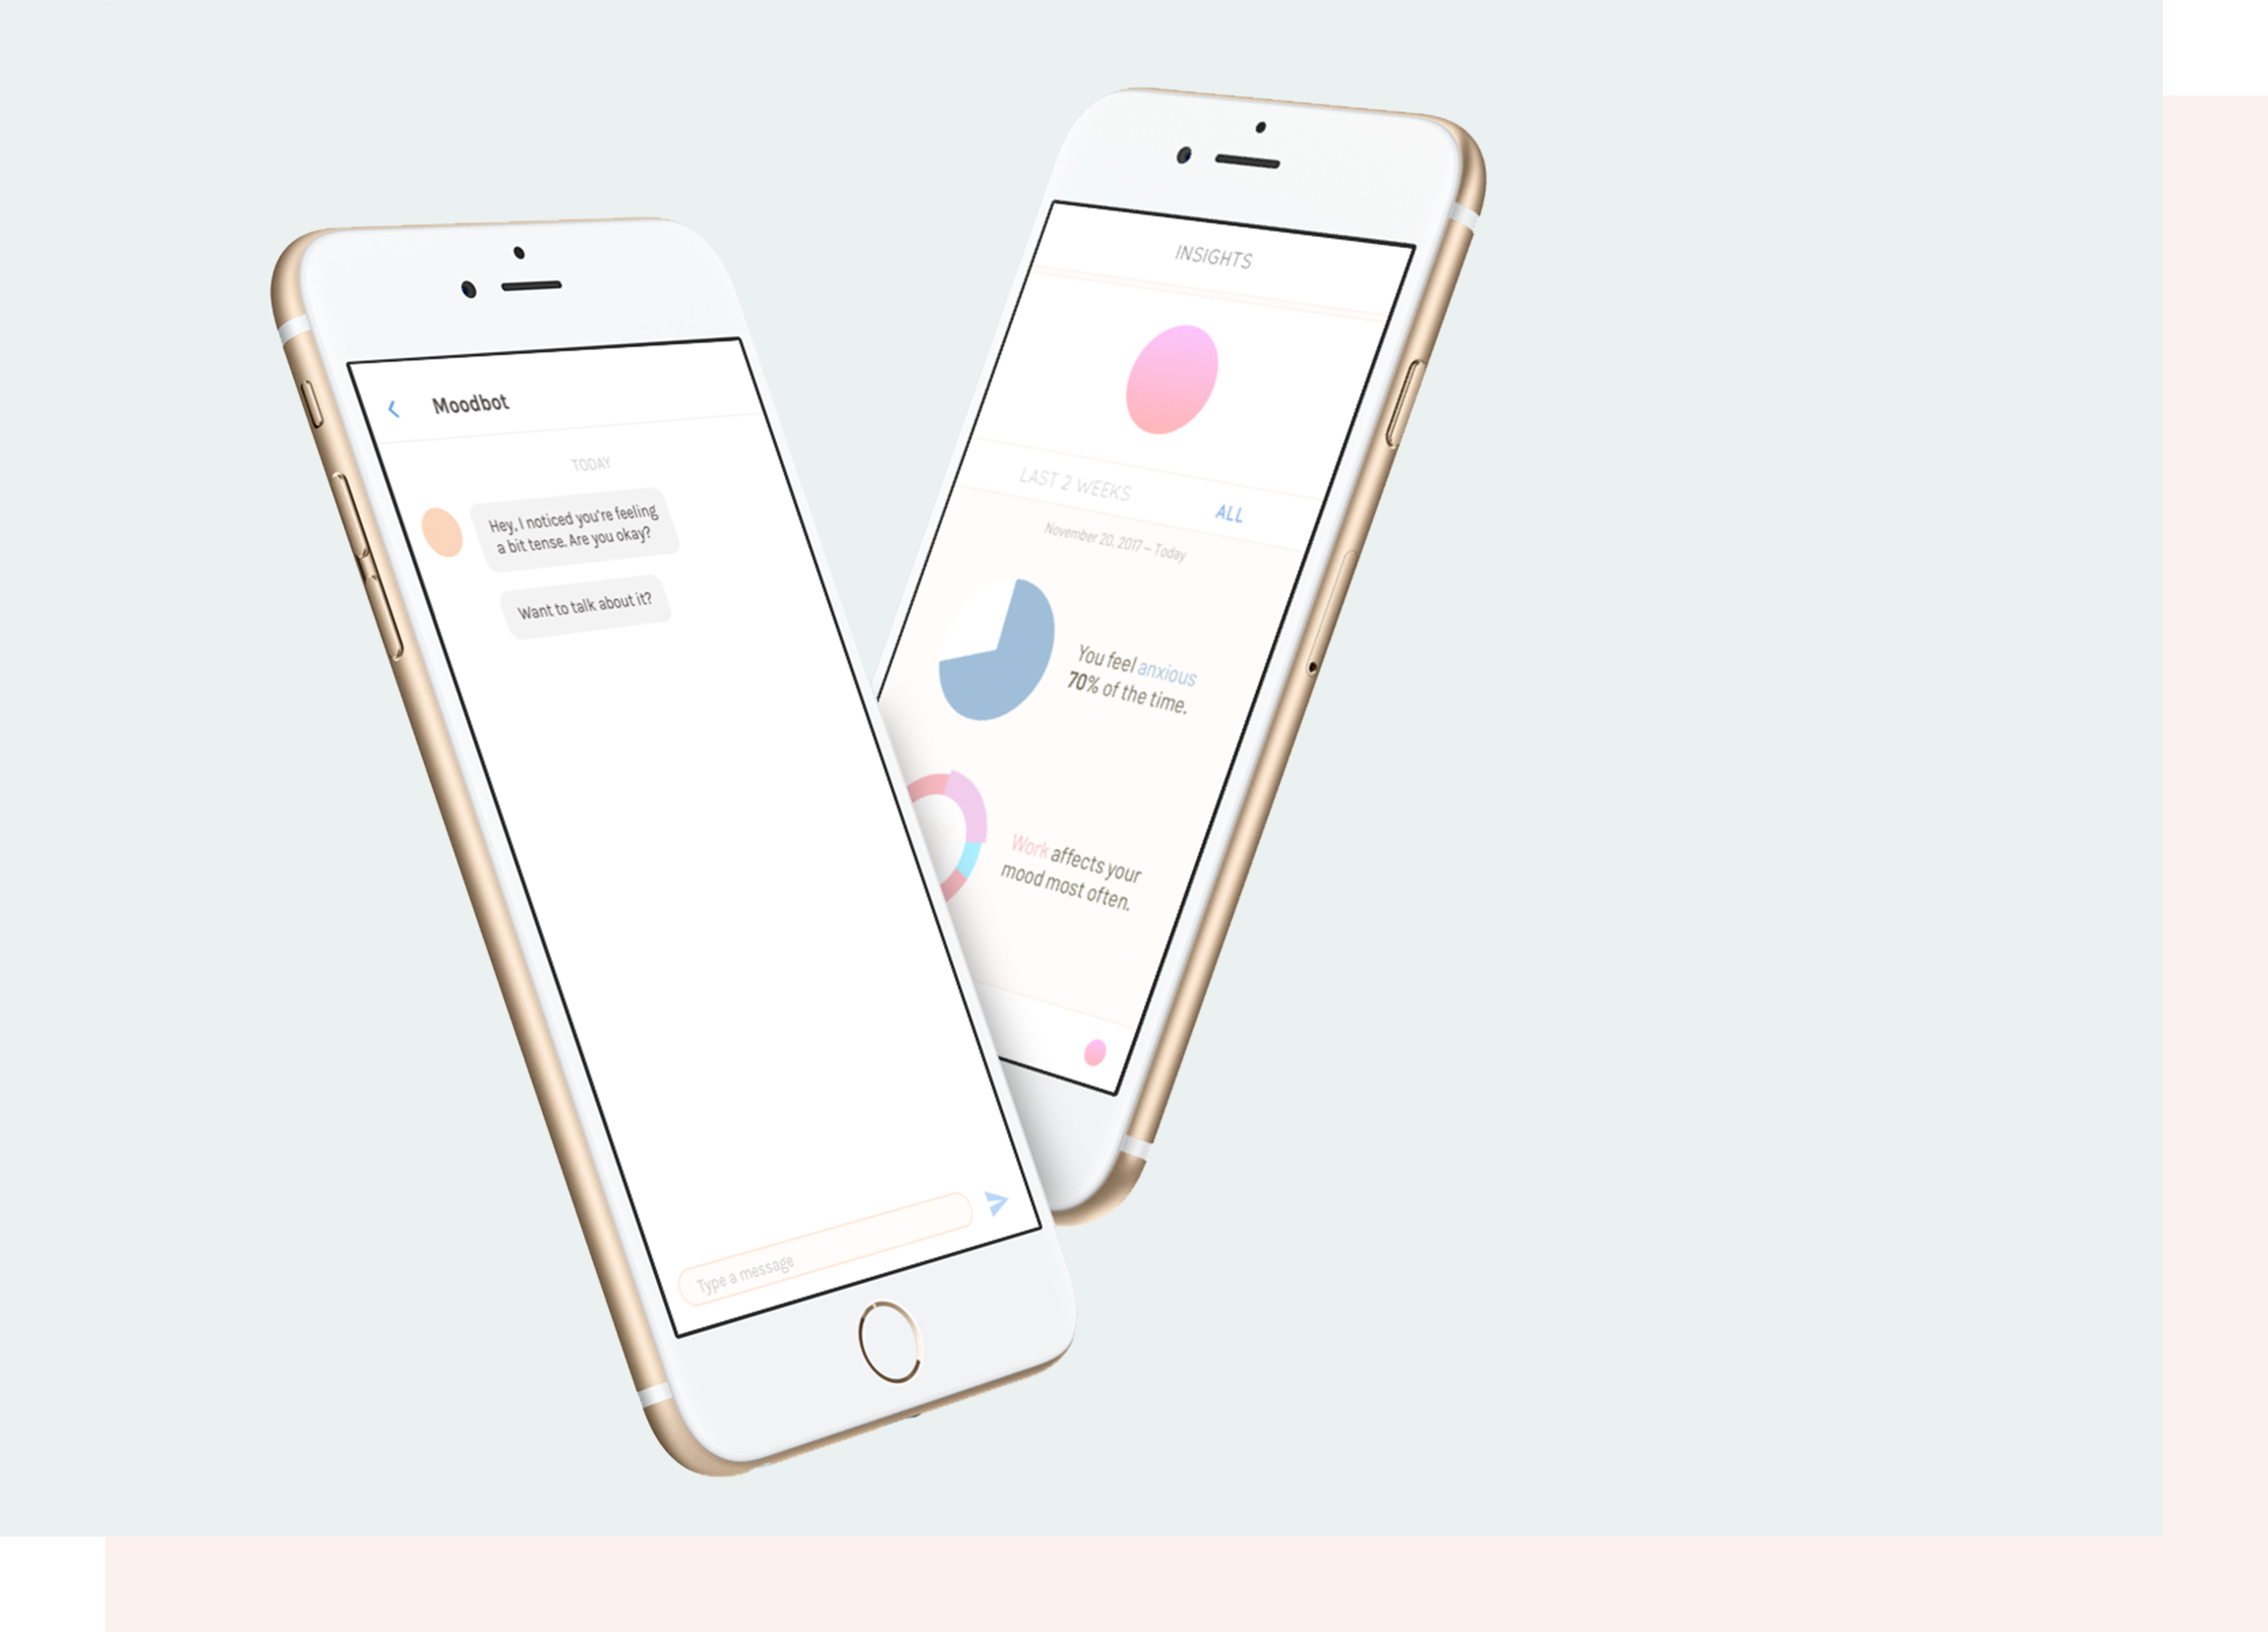 Moodbot
TODAY
Hey, I noticed you're feeling
a bit tense. Are you okay?
Want to talk about it?
Type a message
INSIGHTS
LAST 2 WEEKS
ALL
November 20, 2017 – Today
You feel anxious
70% of the time.
Work affects your
mood most often.